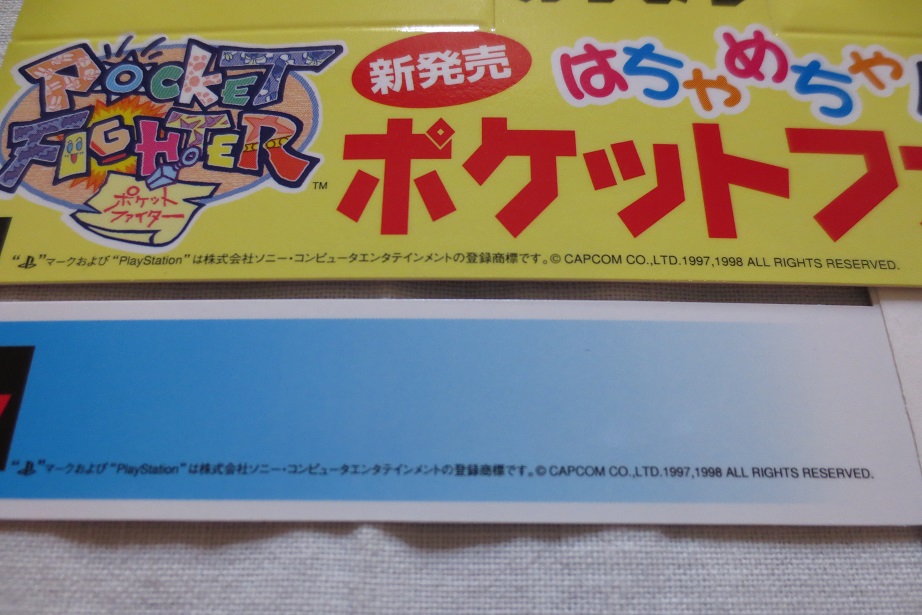 POCKET
FIGHTER
TM
ポケット
ファイター
新発売
はちゃめちゃ
ポケットフ
“PS”マークおよび“PlayStation”は株式会社ソニー・コンピュータエンタテインメントの登録商標です。© CAPCOM CO.,LTD.1997,1998 ALL RIGHTS RESERVED.
“PS”マークおよび“PlayStation”は株式会社ソニー・コンピュータエンタテインメントの登録商標です。© CAPCOM CO.,LTD.1997,1998 ALL RIGHTS RESERVED.